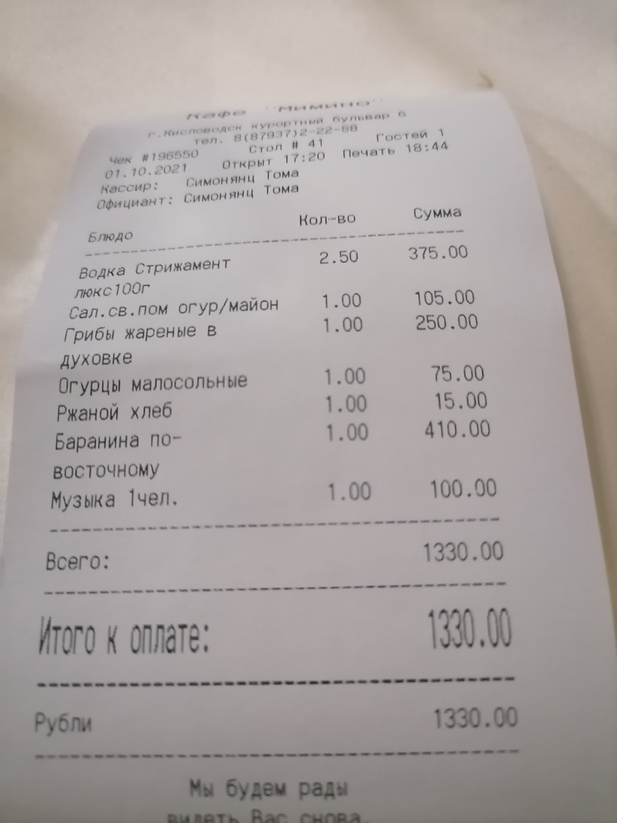 Кафе "Мимино"
г.Кисловодск курортный бульвар 6
тел. 8(87937)2-22-88
Чек #196550 Стол # 41 Гостей 1
01.10.2021 Открыт 17:20 Печать 18:44
Кассир: Симонянц Тома
Официант: Симонянц Тома
Блюдо Кол-во Сумма
Водка Стрижамент 2.50 375.00
люкс100г
Сал.св.пом огур/майон 1.00 105.00
Грибы жареные в 1.00 250.00
духовке
Огурцы малосольные 1.00 75.00
Ржаной хлеб 1.00 15.00
Баранина по- 1.00 410.00
восточному
Музыка 1чел. 1.00 100.00
Всего: 1330.00
Итого к оплате: 1330.00
Рубли 1330.00
Мы будем рады
видеть Вас снова.